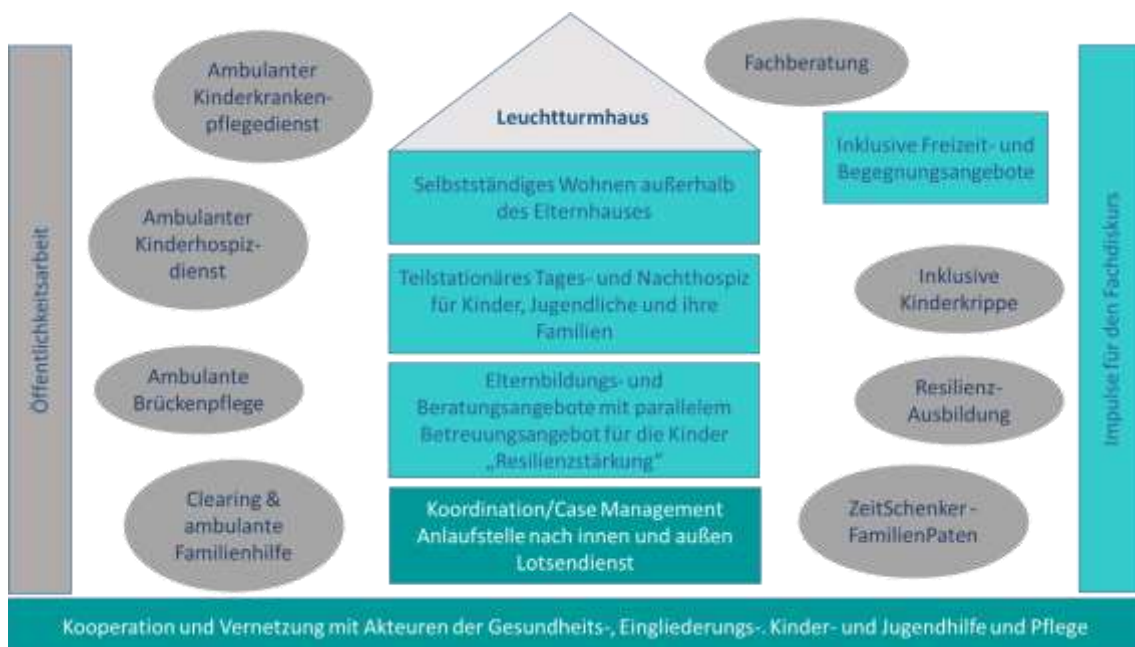 Öffentlichkeitsarbeit
Ambulanter
Kinderkranken-
pflegedienst
Ambulanter
Kinderhospiz-
dienst
Ambulante
Brückenpflege
Clearing &
ambulante
Familienhilfe
Leuchtturmhaus
Selbstständiges Wohnen außerhalb
des Elternhauses
Teilstationäres Tages- und Nachthospiz
für Kinder, Jugendliche und ihre
Familien
Elternbildungs- und
Beratungsangebote mit parallelem
Betreuungsangebot für die Kinder
„Resilienzstärkung“
Koordination/Case Management
Anlaufstelle nach innen und außen
Lotsendienst
Fachberatung
Inklusive Freizeit- und
Begegnungsangebote
Inklusive
Kinderkrippe
Resilienz-
Ausbildung
ZeitSchenker-
FamilienPaten
Impulse für den Fachdiskurs
Kooperation und Vernetzung mit Akteuren der Gesundheits-, Eingliederungs-. Kinder- und Jugendhilfe und Pflege